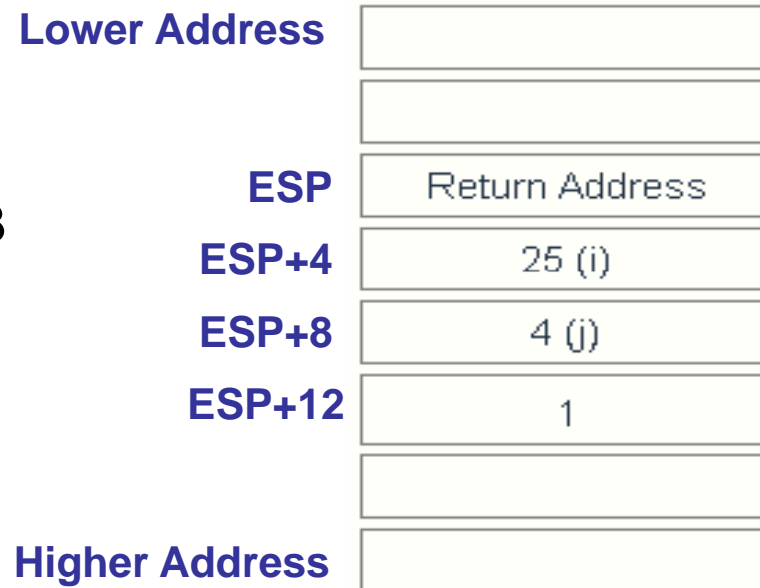 Lower Address
ESP Return Address
ESP+4 25 (i)
ESP+8 4 (j)
ESP+12 1
Higher Address